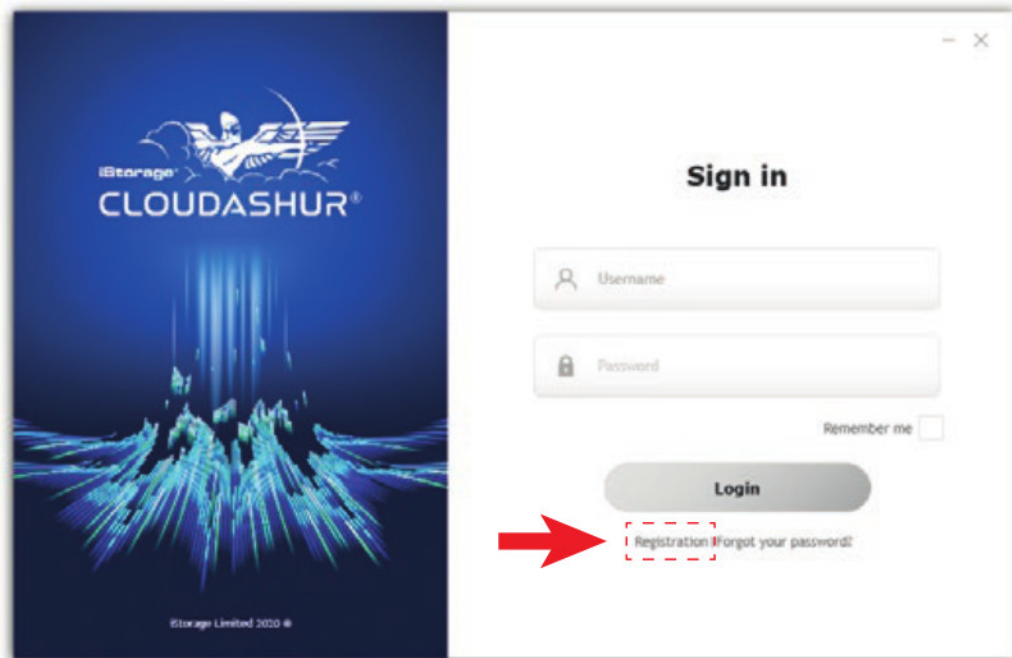 iStorage®
CLOUDASHUR®
iStorage Limited 2020 ©
Sign in
Username
Password
Remember me
Login
Registration | Forgot your password?